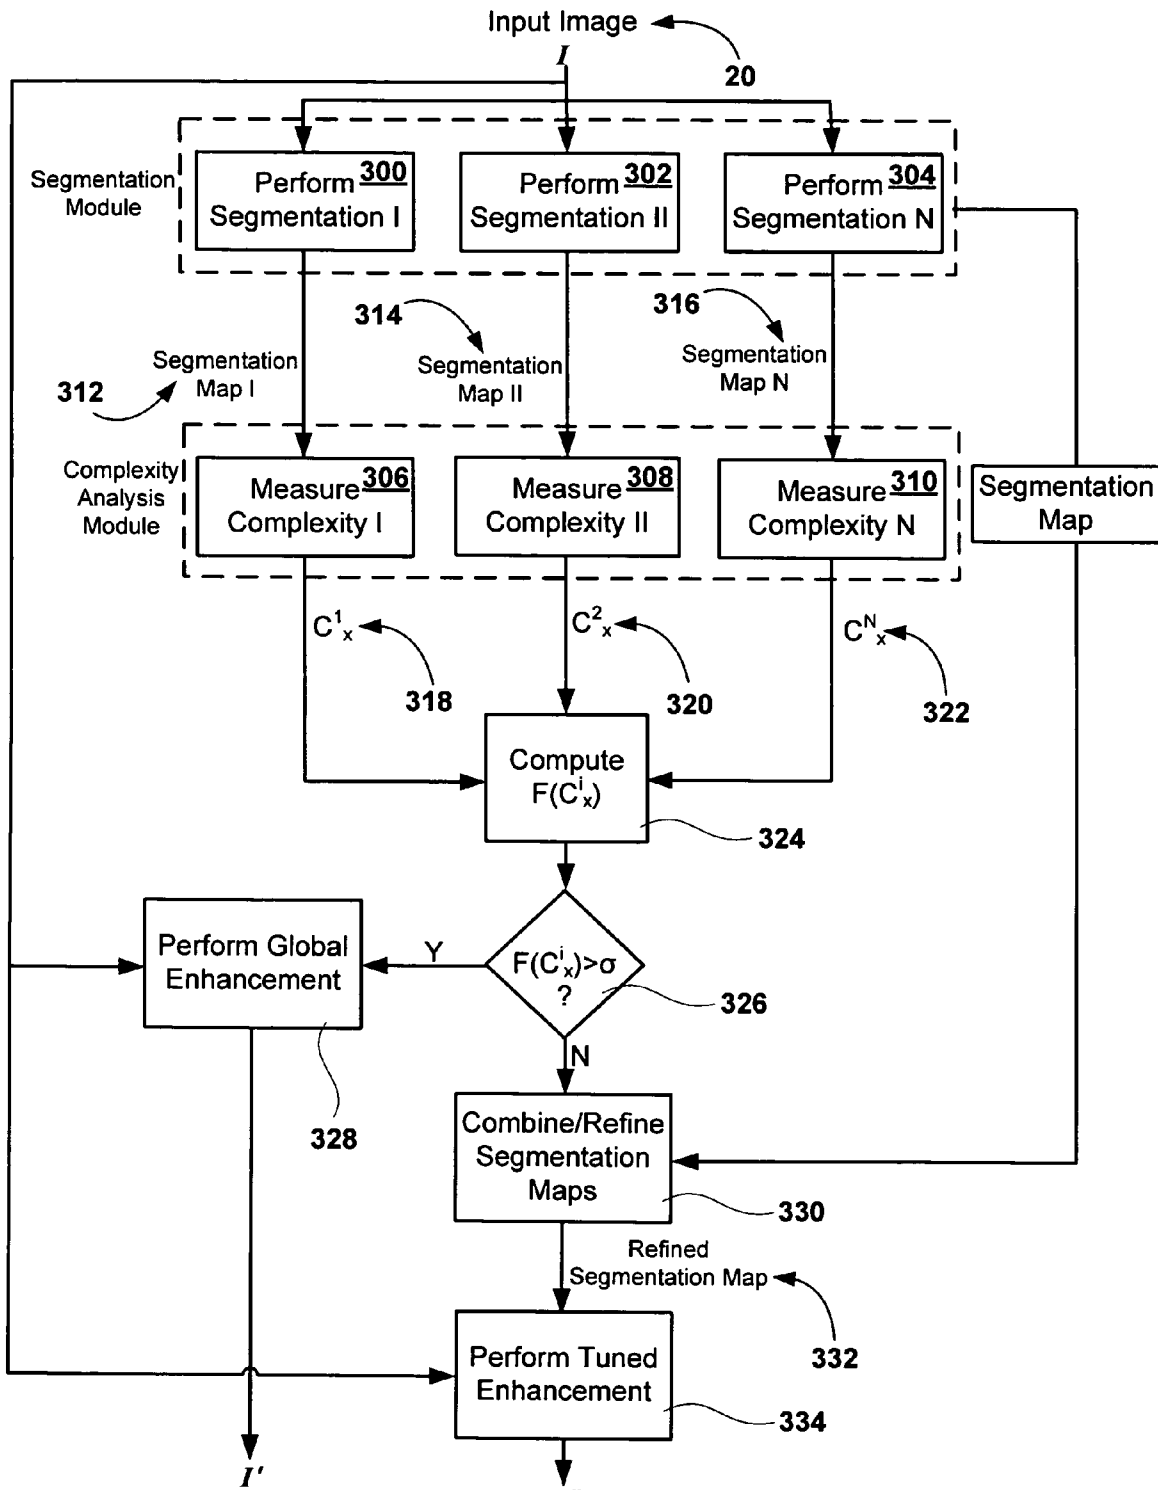 Input Image
I
20
Segmentation
Module
Perform 300
Segmentation I
Perform 302
Segmentation II
Perform 304
Segmentation N
314
316
312
Segmentation
Map I
Segmentation
Map II
Segmentation
Map N
Complexity
Analysis
Module
Measure 306
Complexity I
Measure 308
Complexity II
Measure 310
Complexity N
Segmentation
Map
C¹ₓ
C²ₓ
Cᴺₓ
318
320
322
Compute
F(Cⁱₓ)
324
Perform Global
Enhancement
Y
F(Cⁱₓ)>σ
?
326
N
328
Combine/Refine
Segmentation
Maps
330
Refined
Segmentation Map
332
Perform Tuned
Enhancement
334
I'